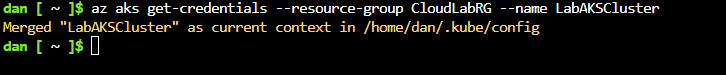 dan [ ~ ]$ az aks get-credentials --resource-group CloudLabRG --name LabAKSCluster
Merged "LabAKSCluster" as current context in /home/dan/.kube/config
dan [ ~ ]$